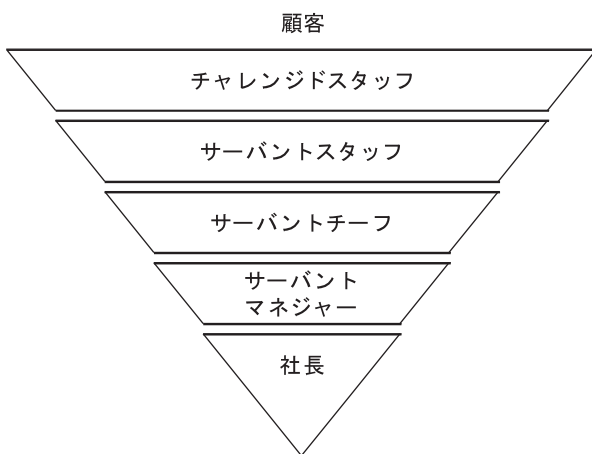 顧客
チャレンジドスタッフ
サーバントスタッフ
サーバントチーフ
サーバント
マネジャー
社長